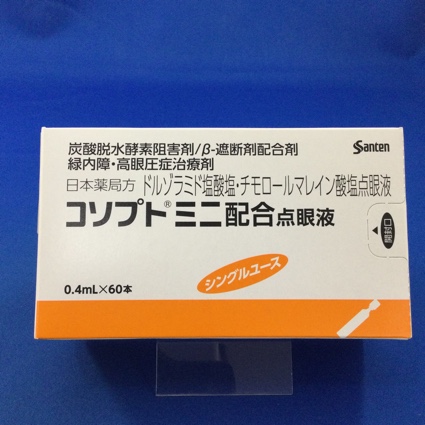 炭酸脱水酵素阻害剤/β-遮断剤配合剤
緑内障・高眼圧症治療剤
Santen
日本薬局方 ドルゾラミド塩酸塩・チモロールマレイン酸塩点眼液
コソプト®ミニ配合点眼液
開封口
シングルユース
0.4mL×60本